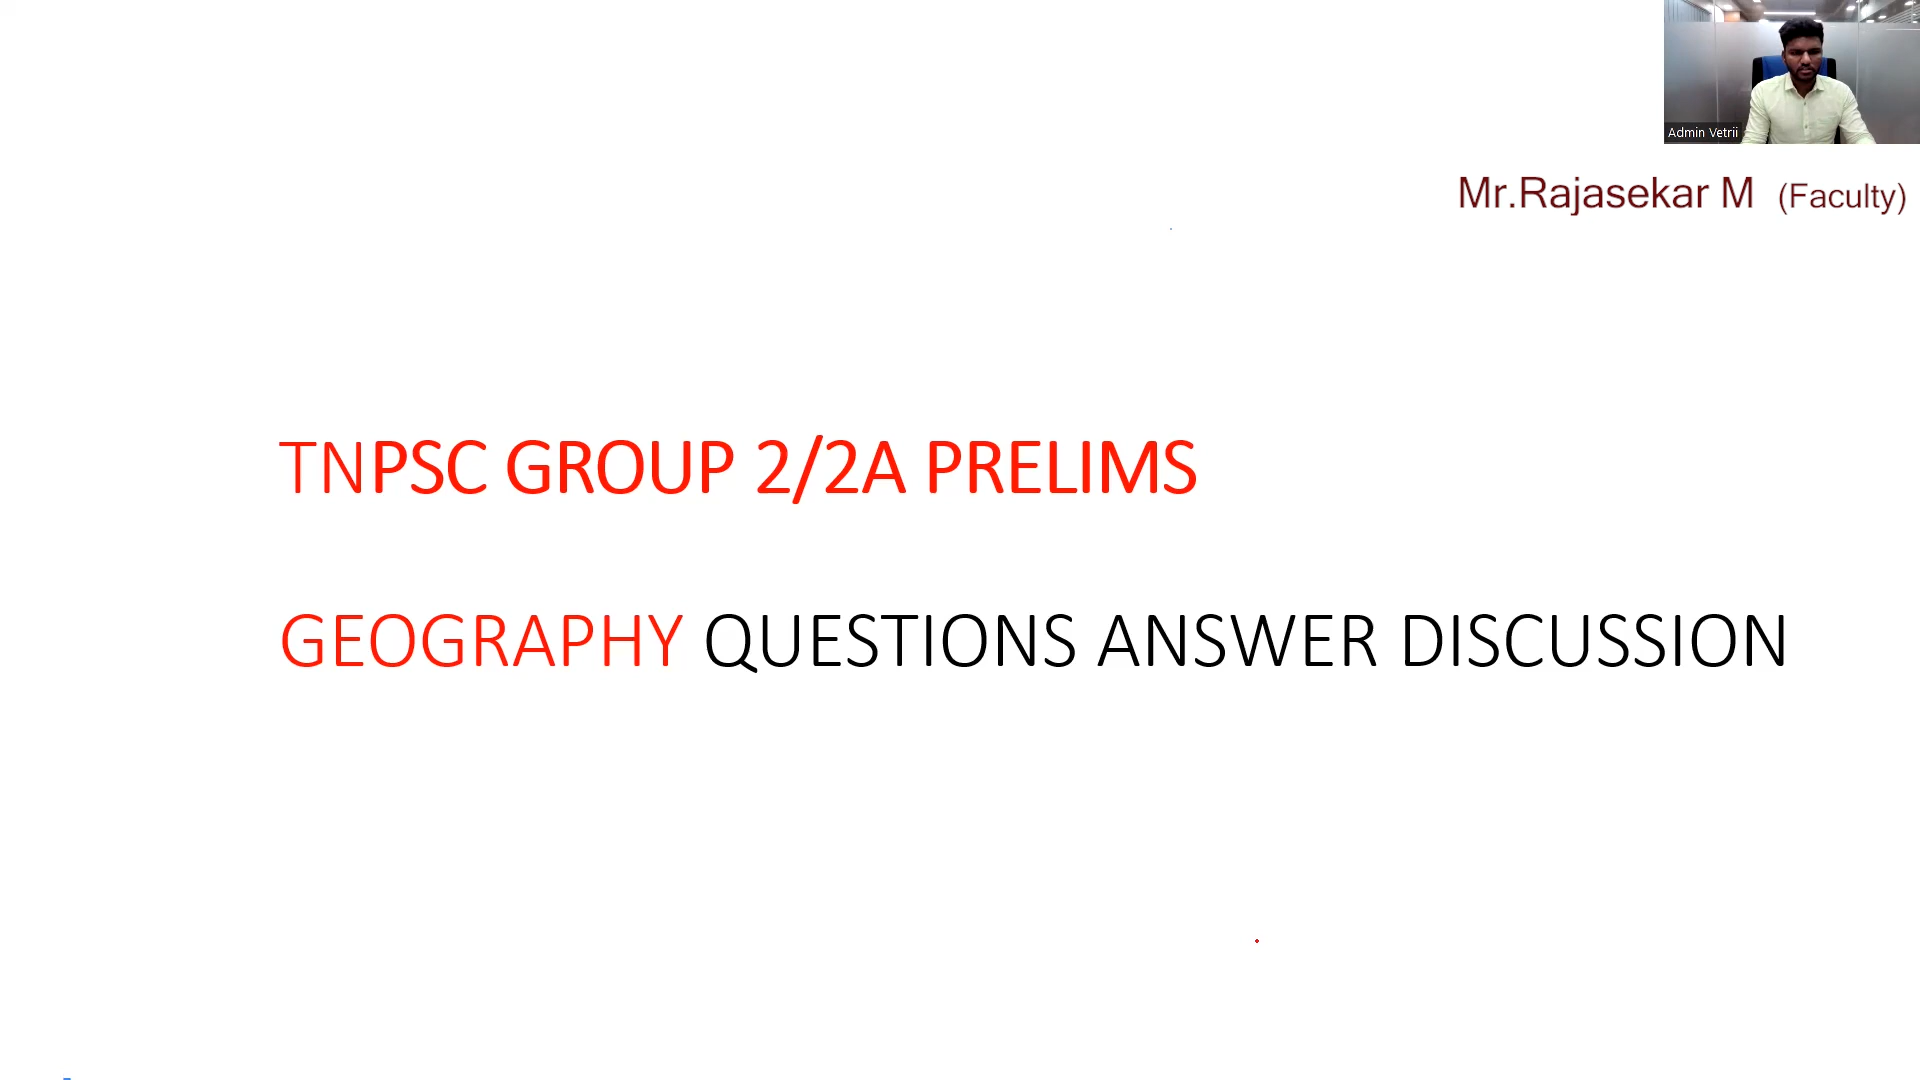 Admin Vetrii
Mr.Rajasekar M (Faculty)
TNPSC GROUP 2/2A PRELIMS
GEOGRAPHY QUESTIONS ANSWER DISCUSSION